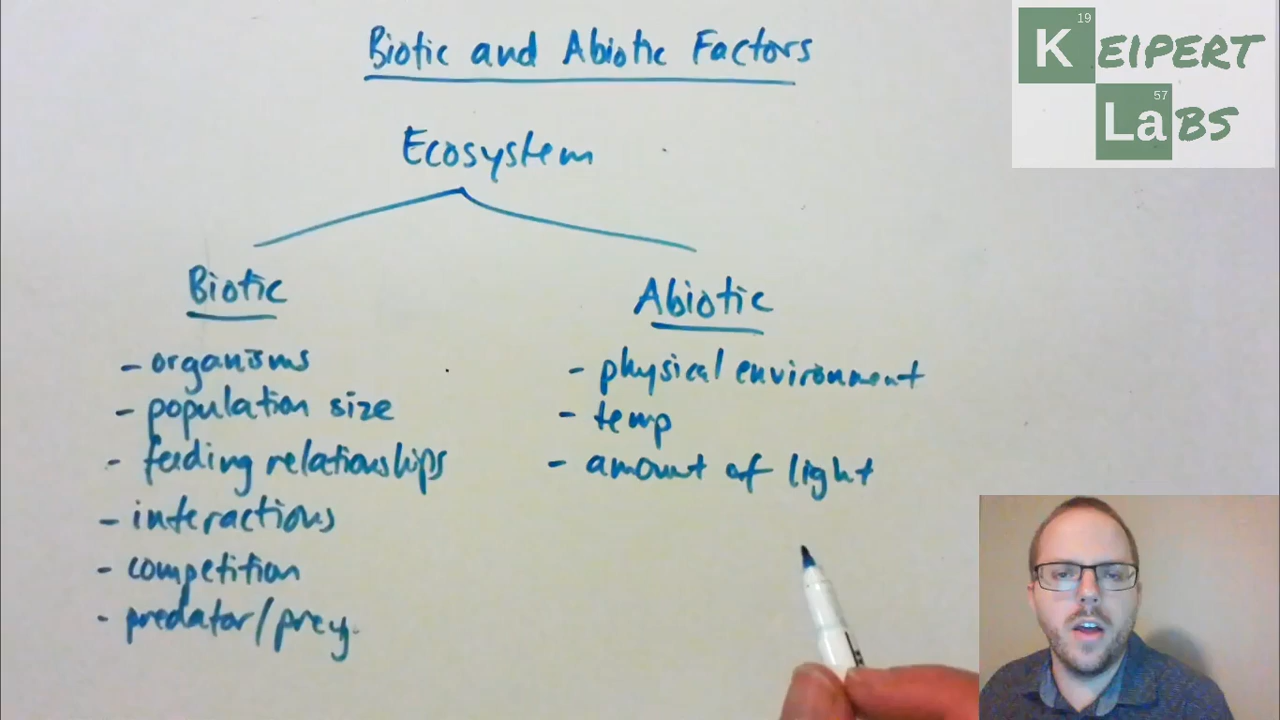 Biotic and Abiotic Factors
19
KEIPERT
57
LaBS
Ecosystem
Biotic
- organisms
- population size
- feeding relationships
- interactions
- competition
- predator/prey.
Abiotic
- physical environment
- temp
- amount of light